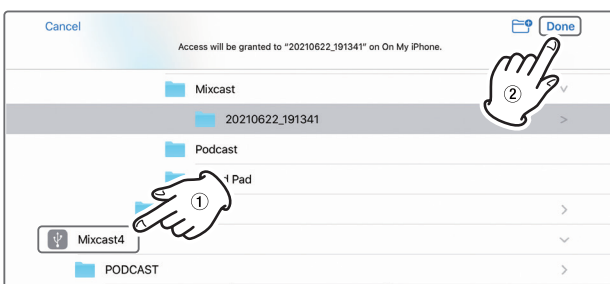 Cancel
Done
Access will be granted to “20210622_191341” on On My iPhone.
Mixcast
20210622_191341
②
Podcast
d Pad
①
Mixcast4
PODCAST